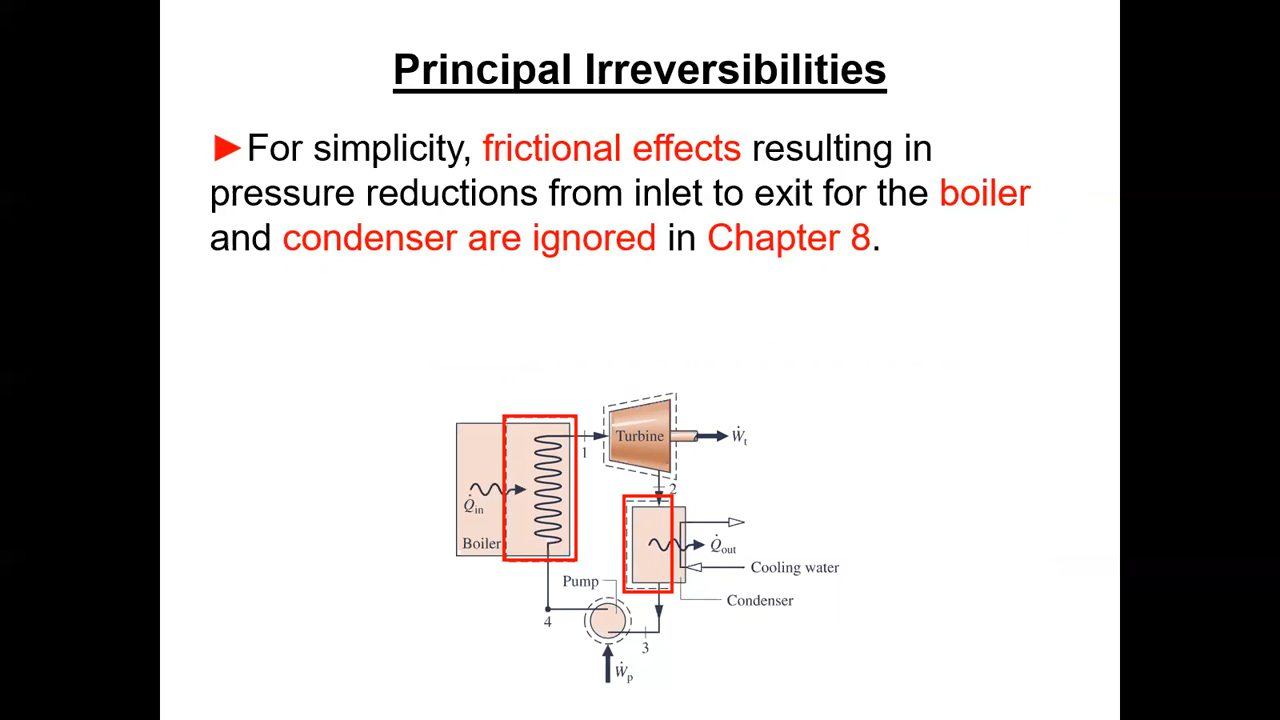 Principal Irreversibilities
►For simplicity, frictional effects resulting in
pressure reductions from inlet to exit for the boiler
and condenser are ignored in Chapter 8.
Turbine
Ẇt
1
2
Q̇in
Boiler
Q̇out
Cooling water
Pump
Condenser
4
3
Ẇp